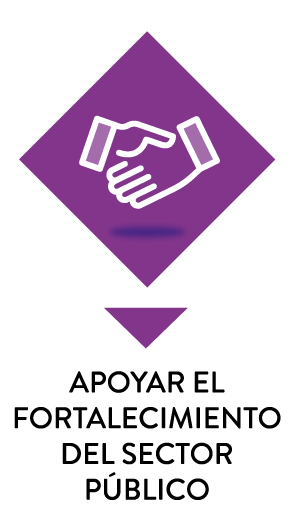 APOYAR EL
FORTALECIMIENTO
DEL SECTOR
PÚBLICO